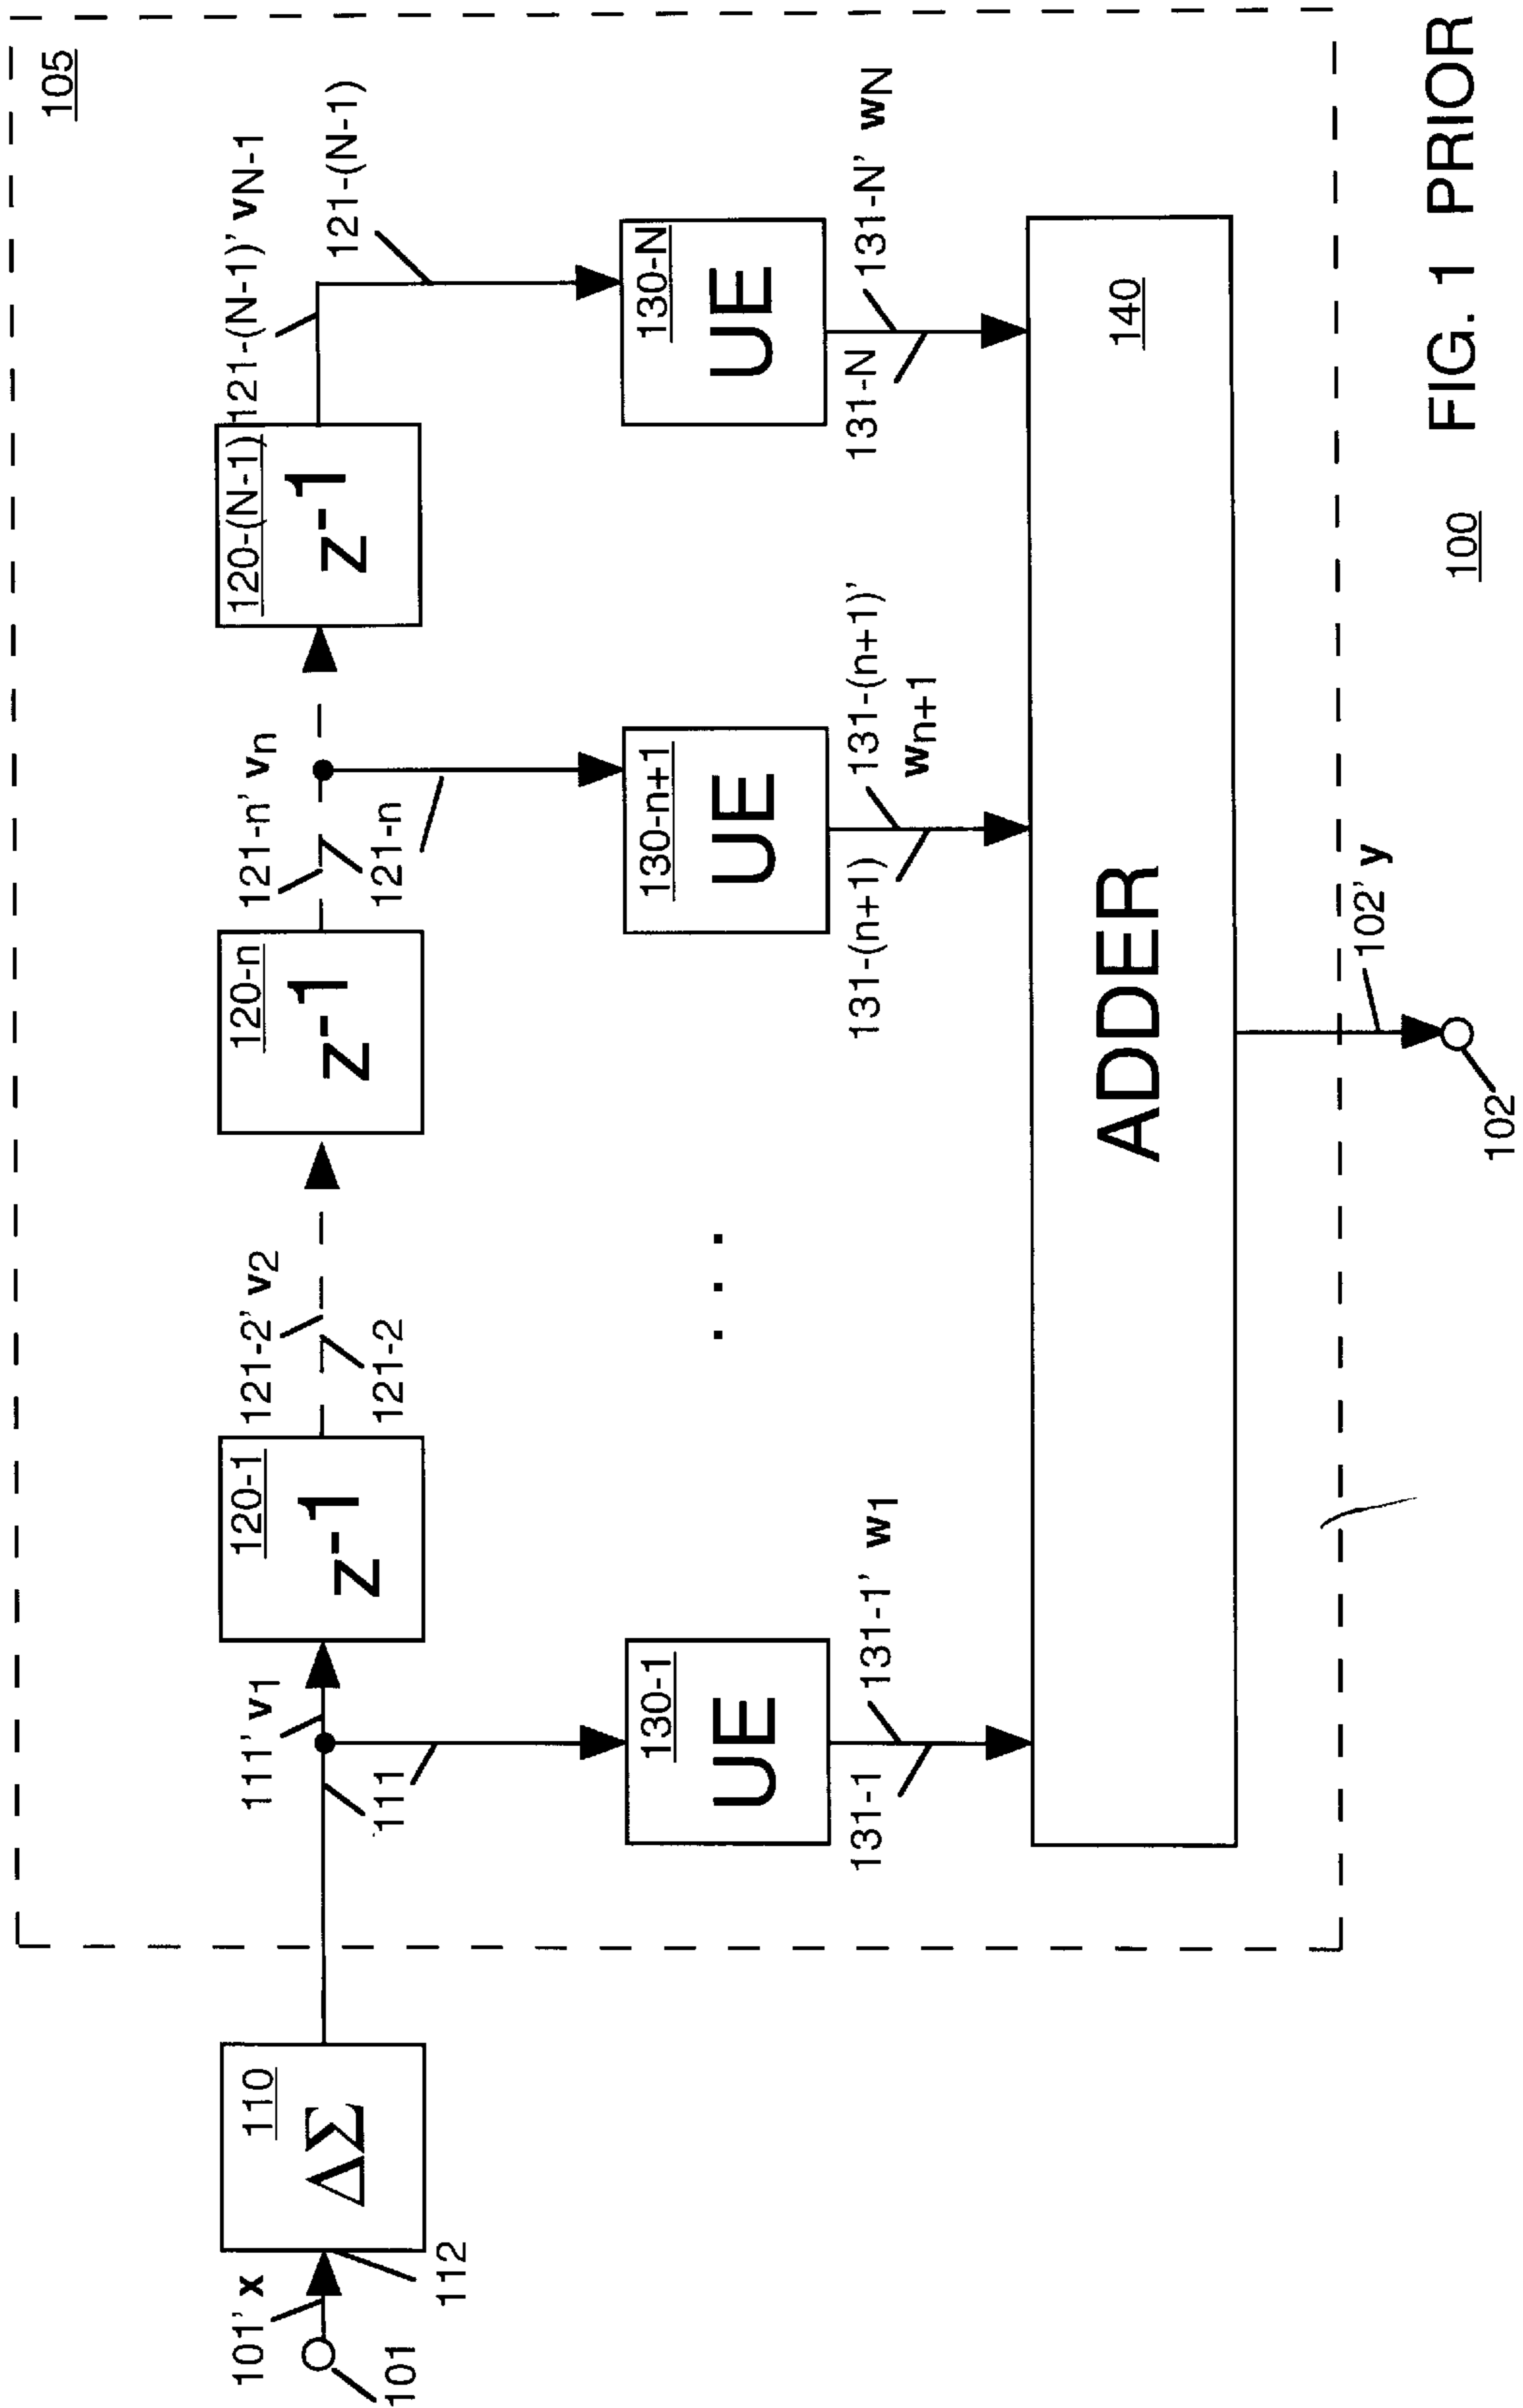 105
101' x
101
112
110
ΔΣ
111' v1
111
120-1
z-1
121-2' v2
121-2
120-n
z-1
121-n' vn
121-n
120-(N-1)
z-1
121-(N-1)' vN-1
121-(N-1)
130-1
UE
. . .
130-n+1
UE
130-N
UE
131-1
131-1' w1
131-(n+1)
131-(n+1)'
wn+1
131-N
131-N' wN
ADDER
140
102' y
102
100 FIG. 1 PRIOR